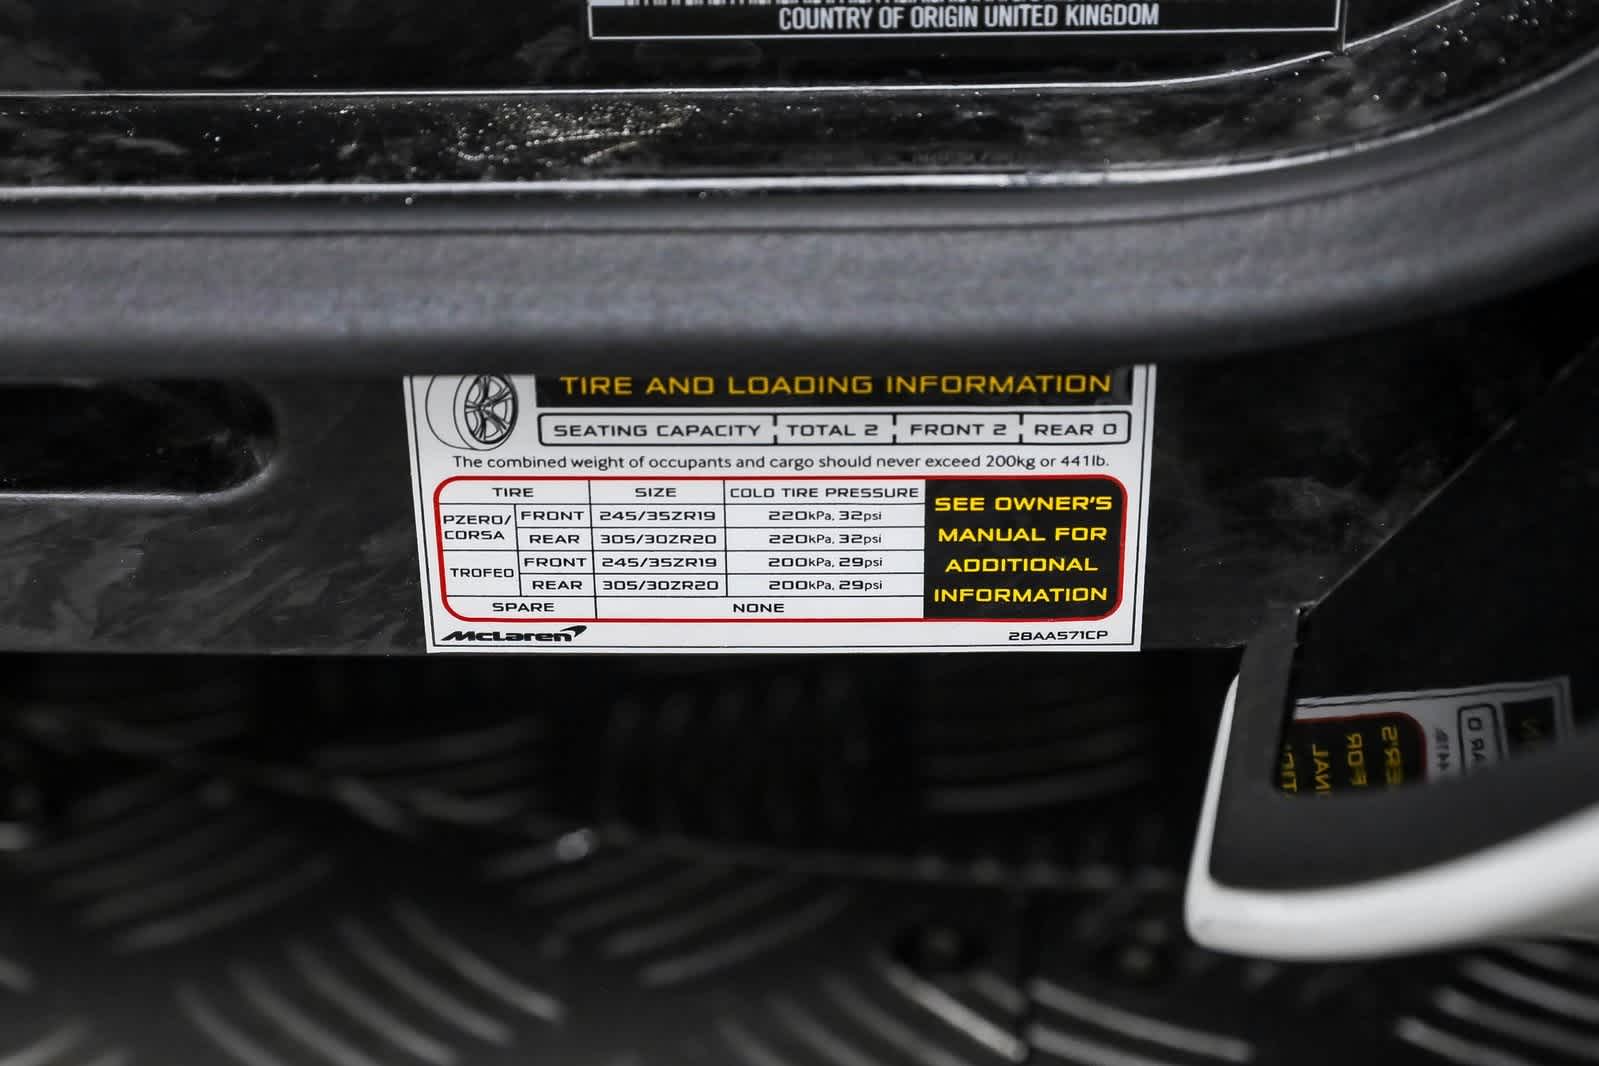 COUNTRY OF ORIGIN UNITED KINGDOM
TIRE AND LOADING INFORMATION
SEATING CAPACITY TOTAL 2 FRONT 2 REAR 0
The combined weight of occupants and cargo should never exceed 200kg or 441lb.
TIRE SIZE COLD TIRE PRESSURE
PZERO/
CORSA
FRONT 245/35ZR19 220kPa, 32psi
REAR 305/30ZR20 220kPa, 32psi
TROFEO
FRONT 245/35ZR19 200kPa, 29psi
REAR 305/30ZR20 200kPa, 29psi
SPARE NONE
SEE OWNER'S
MANUAL FOR
ADDITIONAL
INFORMATION
McLaren
28AA571CP